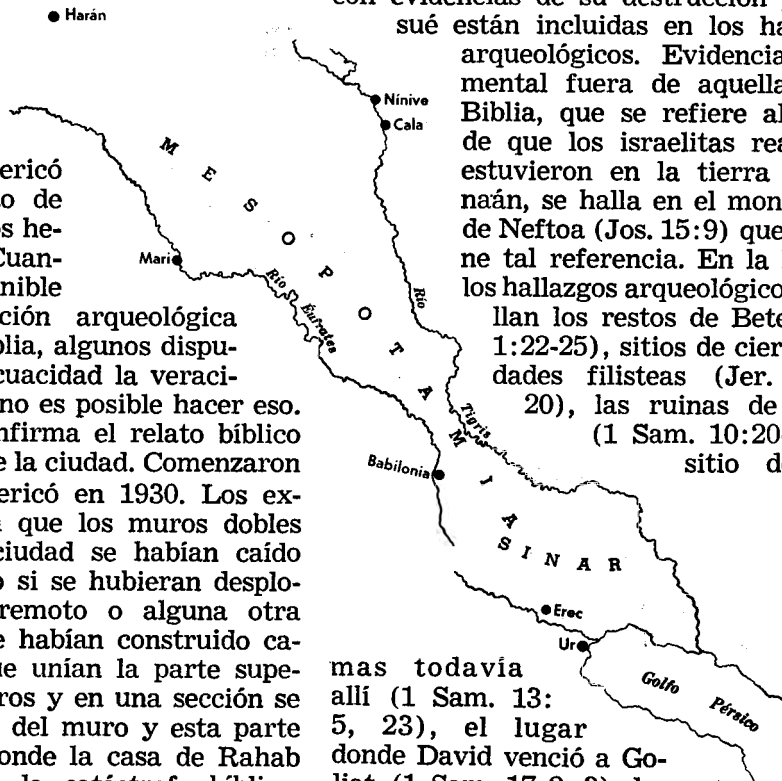 Harán
Nínive
Cala
MESOPOTAMIA
Mari
Río Éufrates
Río Tigris
Babilonia
SINAR
Erec
Ur
Golfo Pérsico
ericó
o de
s he-
Cuan-
nible
ción arqueológica
blia, algunos dispu-
cuacidad la veraci-
no es posible hacer eso.
nfirma el relato bíblico
e la ciudad. Comenzaron
ericó en 1930. Los ex-
que los muros dobles
ciudad se habían caído
o si se hubieran desplo-
remoto o alguna otra
e habían construido ca-
ue unían la parte supe-
ros y en una sección se
del muro y esta parte
onde la casa de Rahab
sué están incluidas en los ha
arqueológicos. Evidencia
mental fuera de aquella
Biblia, que se refiere al
de que los israelitas rea
estuvieron en la tierra
naán, se halla en el mon
de Neftoa (Jos. 15:9) que
ne tal referencia. En la
los hallazgos arqueológico
llan los restos de Bete
1:22-25), sitios de cier
dades filisteas (Jer.
20), las ruinas de
(1 Sam. 10:20
sitio d
mas todavía
allí (1 Sam. 13:
5, 23), el lugar
donde David venció a Go-